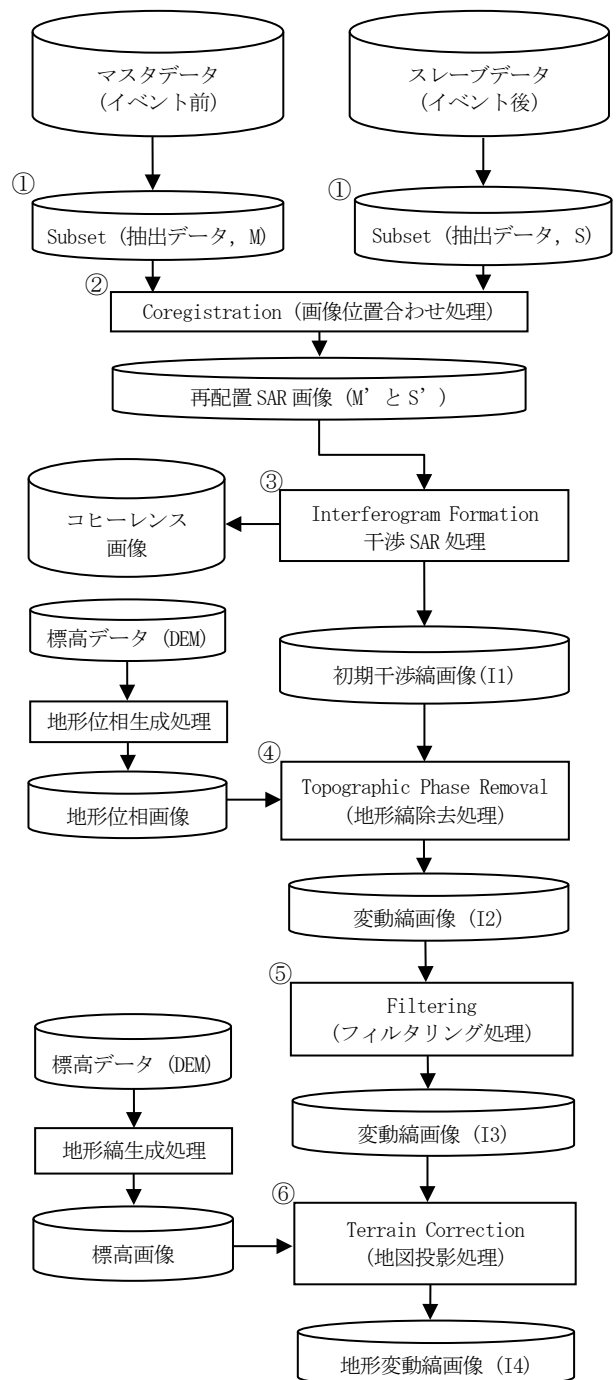 マスタデータ
(イベント前)
スレーブデータ
(イベント後)
①
Subset (抽出データ, M)
①
Subset (抽出データ, S)
②
Coregistration (画像位置合わせ処理)
再配置 SAR 画像 (M’ と S’)
③
Interferogram Formation
干渉 SAR 処理
コヒーレンス
画像
標高データ (DEM)
初期干渉縞画像(I1)
地形位相生成処理
④
Topographic Phase Removal
(地形縞除去処理)
地形位相画像
変動縞画像 (I2)
⑤
Filtering
(フィルタリング処理)
標高データ (DEM)
変動縞画像 (I3)
地形縞生成処理
⑥
Terrain Correction
(地図投影処理)
標高画像
地形変動縞画像 (I4)